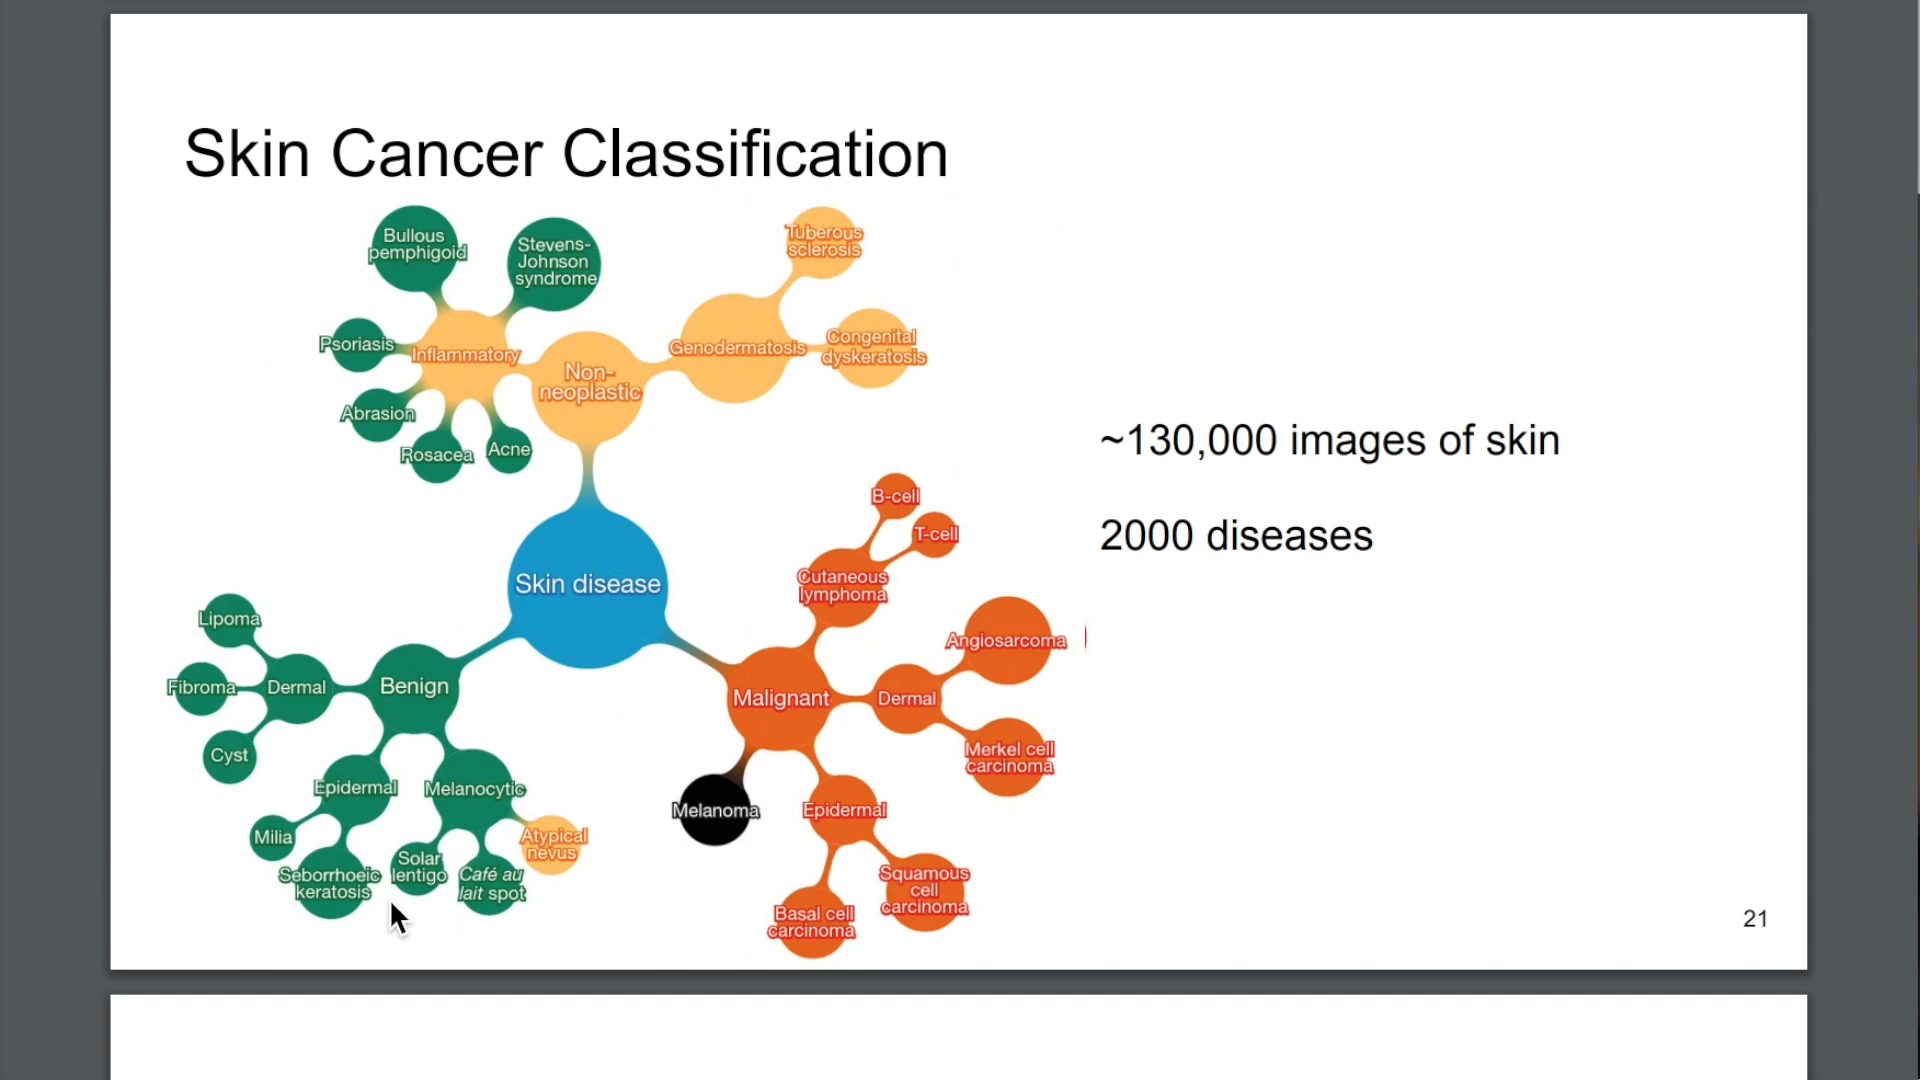 Skin Cancer Classification
Bullous
pemphigoid
Stevens-
Johnson
syndrome
Tuberous
sclerosis
Psoriasis
Inflammatory
Non-
neoplastic
Genodermatosis
Congenital
dyskeratosis
Abrasion
Rosacea
Acne
~130,000 images of skin
2000 diseases
B-cell
T-cell
Cutaneous
lymphoma
Skin disease
Lipoma
Fibroma
Dermal
Benign
Cyst
Malignant
Dermal
Angiosarcoma
Merkel cell
carcinoma
Epidermal
Melanocytic
Melanoma
Epidermal
Milia
Seborrhoeic
keratosis
Solar
lentigo
Café au
lait spot
Atypical
nevus
Basal cell
carcinoma
Squamous
cell
carcinoma
21